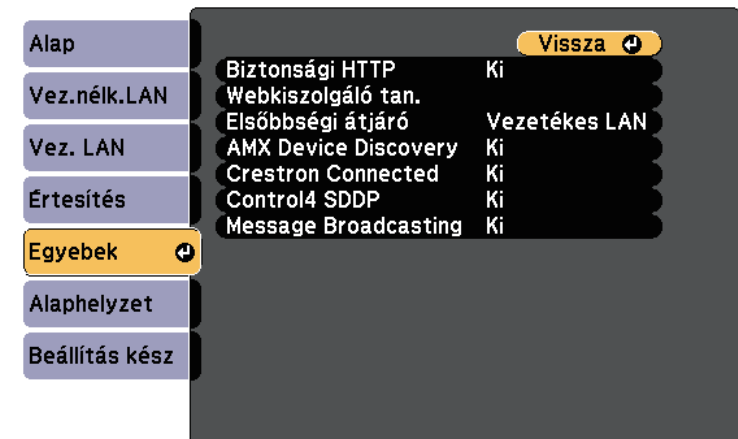 Alap
Vez.nélk.LAN
Vez. LAN
Értesítés
Egyebek
Alaphelyzet
Beállítás kész
Vissza
Biztonsági HTTP Ki
Webkiszolgáló tan.
Elsőbbségi átjáró Vezetékes LAN
AMX Device Discovery Ki
Crestron Connected Ki
Control4 SDDP Ki
Message Broadcasting Ki